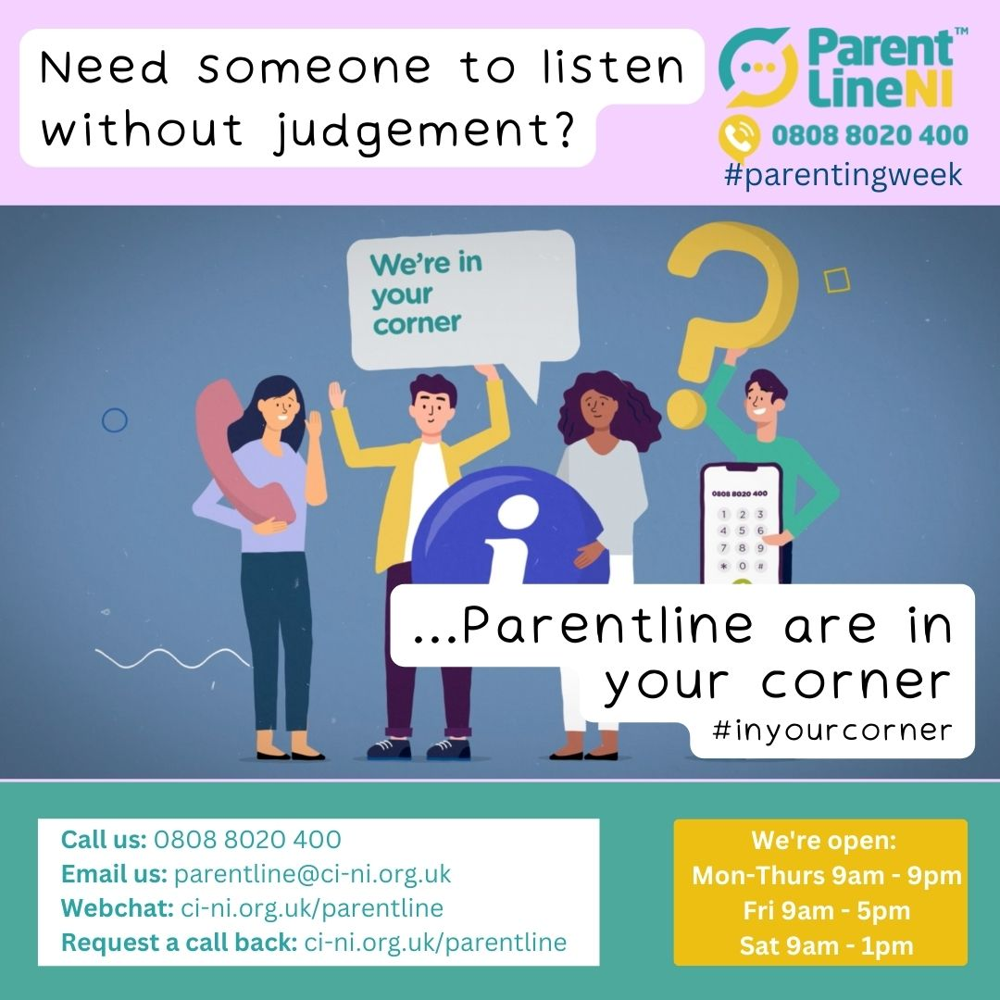 Need someone to listen
without judgement?
Parent™
LineNI
0808 8020 400
#parentingweek
We're in
your
corner
i
?
0808 8020 400
1 2 3
4 5 6
7 8 9
* 0 #
...Parentline are in
your corner
#inyourcorner
Call us: 0808 8020 400
Email us: parentline@ci-ni.org.uk
Webchat: ci-ni.org.uk/parentline
Request a call back: ci-ni.org.uk/parentline
We're open:
Mon-Thurs 9am - 9pm
Fri 9am - 5pm
Sat 9am - 1pm